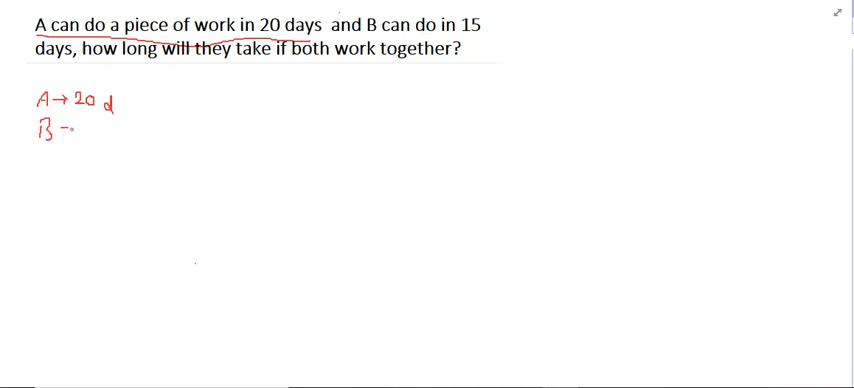 A can do a piece of work in 20 days and B can do in 15
days, how long will they take if both work together?
A → 20 d
B -